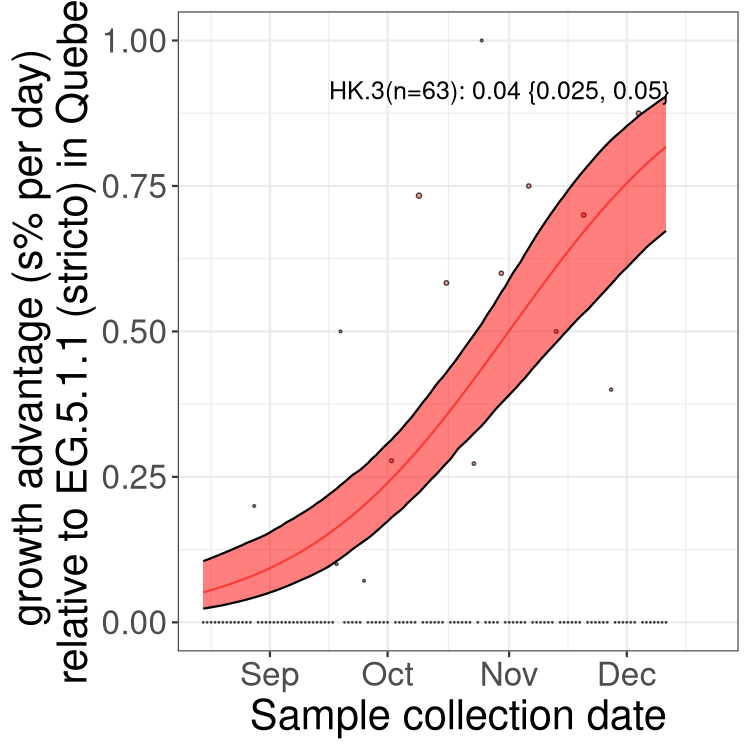 growth advantage (s% per day)
relative to EG.5.1.1 (stricto) in Quebe
1.00
0.75
0.50
0.25
0.00
HK.3(n=63): 0.04 {0.025, 0.05}
Sep Oct Nov Dec
Sample collection date